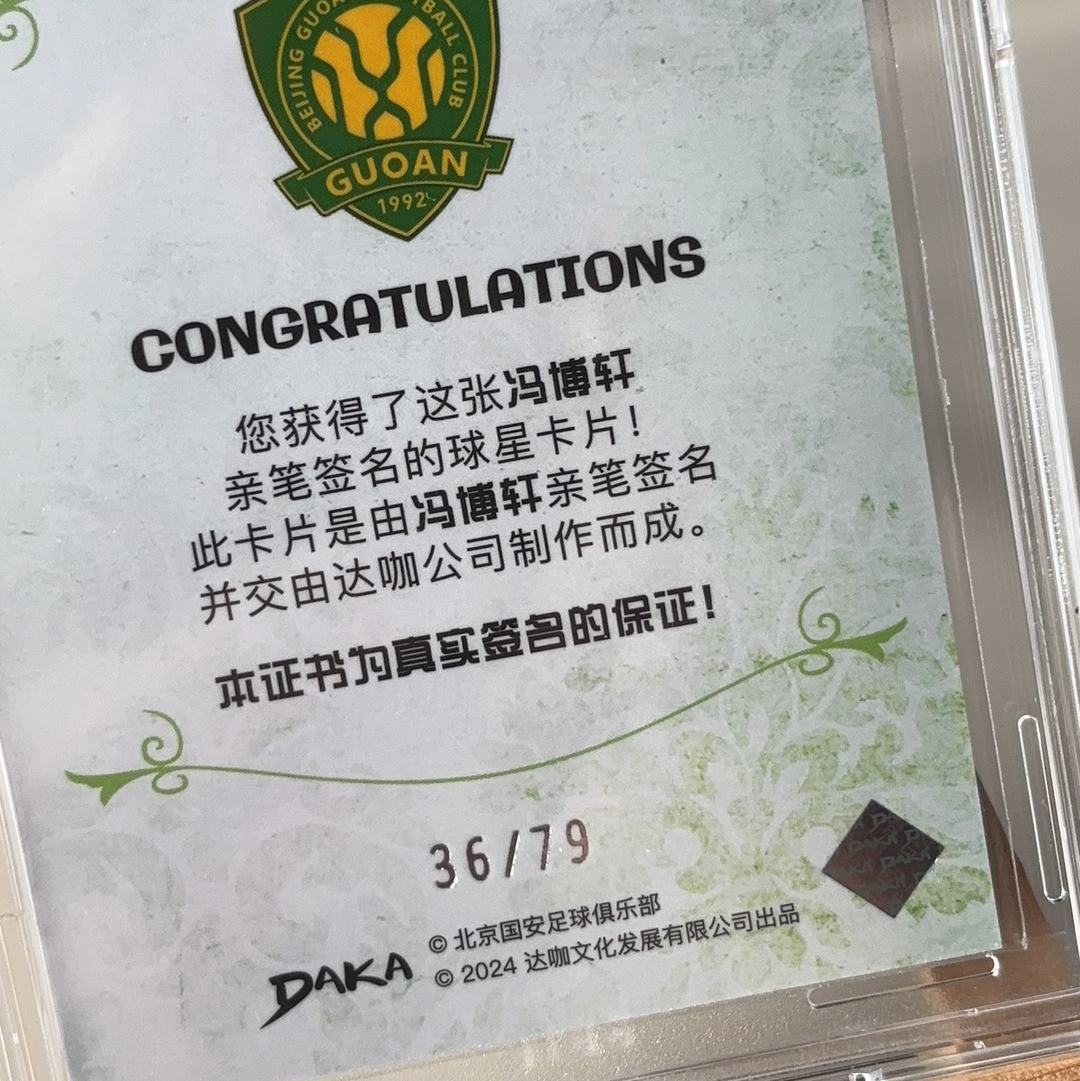 BEIJING GUOAN FOOTBALL CLUB
GUOAN
1992
CONGRATULATIONS
您获得了这张冯博轩
亲笔签名的球星卡片！
此卡片是由冯博轩亲笔签名
并交由达咖公司制作而成。
本证书为真实签名的保证！
36/79
© 北京国安足球俱乐部
DAKA © 2024 达咖文化发展有限公司出品
DAKA